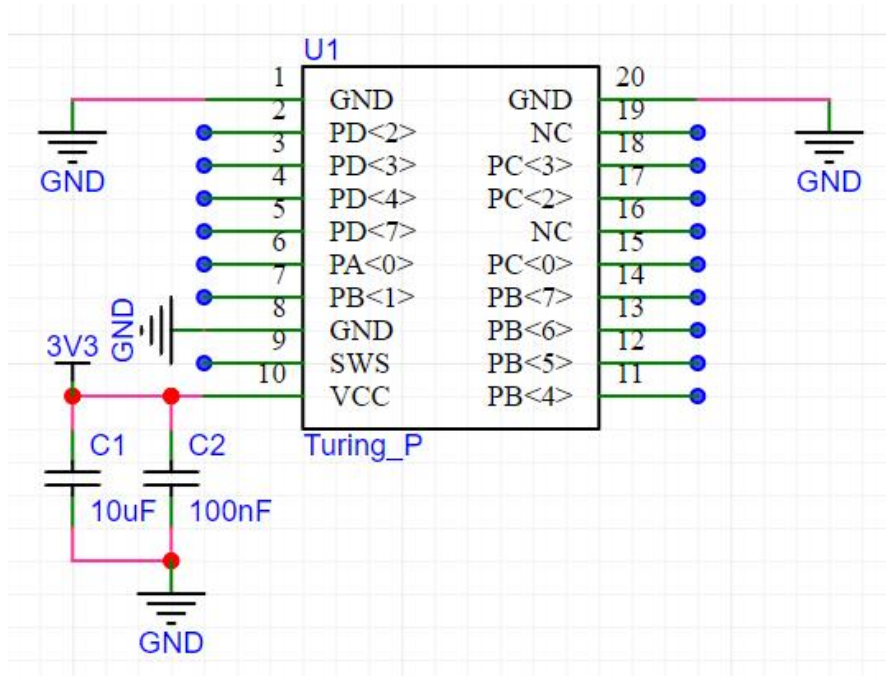 U1
1
GND
2
PD<2>
3
PD<3>
4
PD<4>
5
PD<7>
6
PA<0>
7
PB<1>
8
GND
9
SWS
10
VCC
20
GND
19
NC
18
PC<3>
17
PC<2>
16
NC
15
PC<0>
14
PB<7>
13
PB<6>
12
PB<5>
11
PB<4>
Turing_P
GND
GND
GND
3V3
C1
10uF
C2
100nF
GND